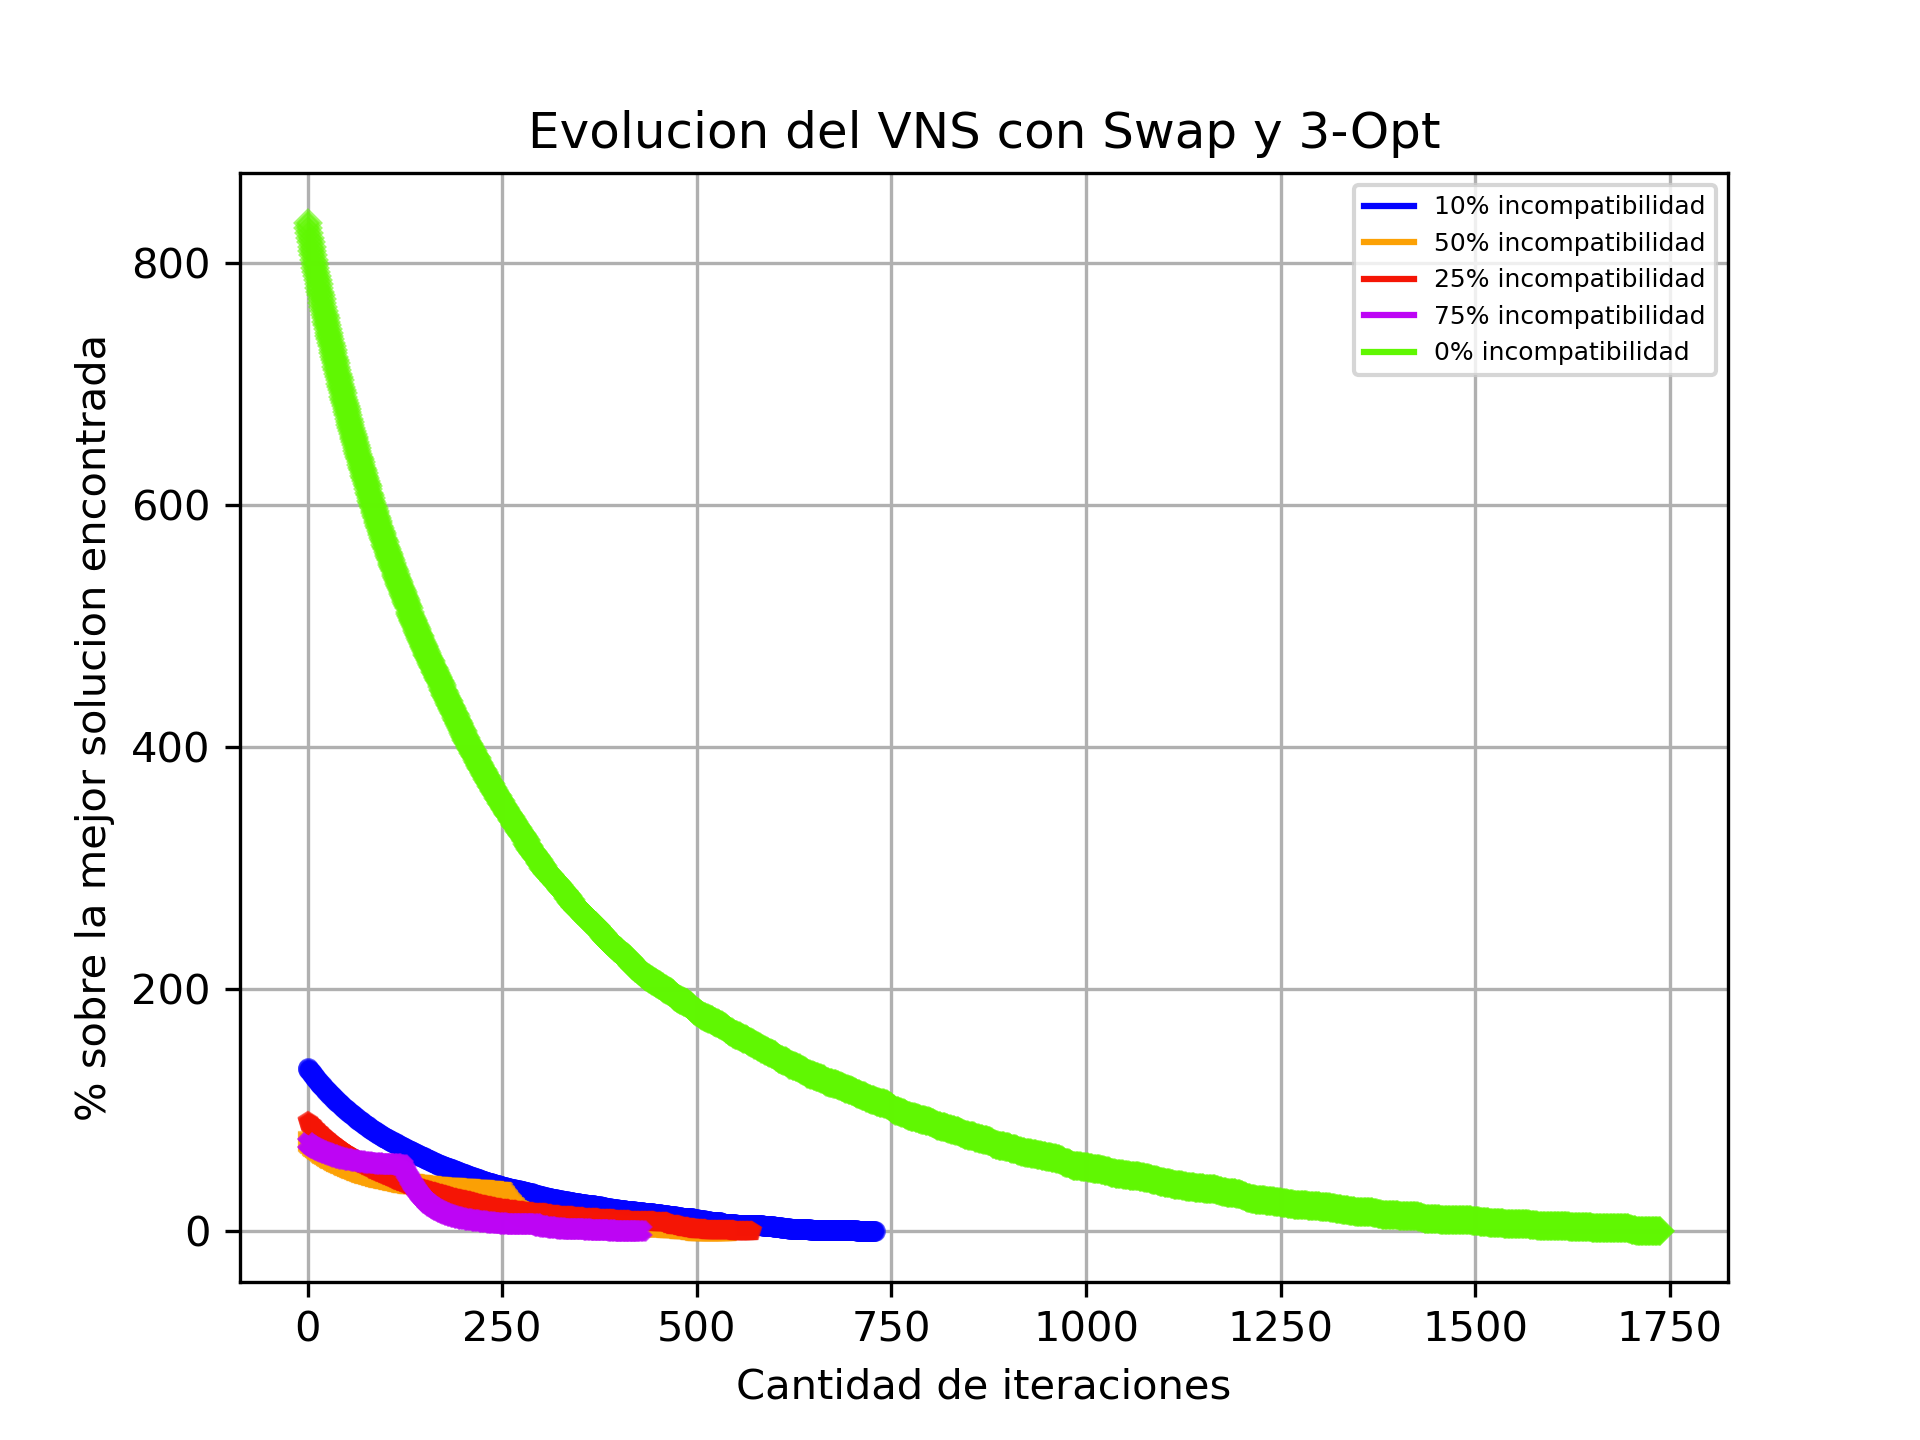 Evolucion del VNS con Swap y 3-Opt
10% incompatibilidad
50% incompatibilidad
25% incompatibilidad
75% incompatibilidad
0% incompatibilidad
% sobre la mejor solucion encontrada
800
600
400
200
0
0 250 500 750 1000 1250 1500 1750
Cantidad de iteraciones